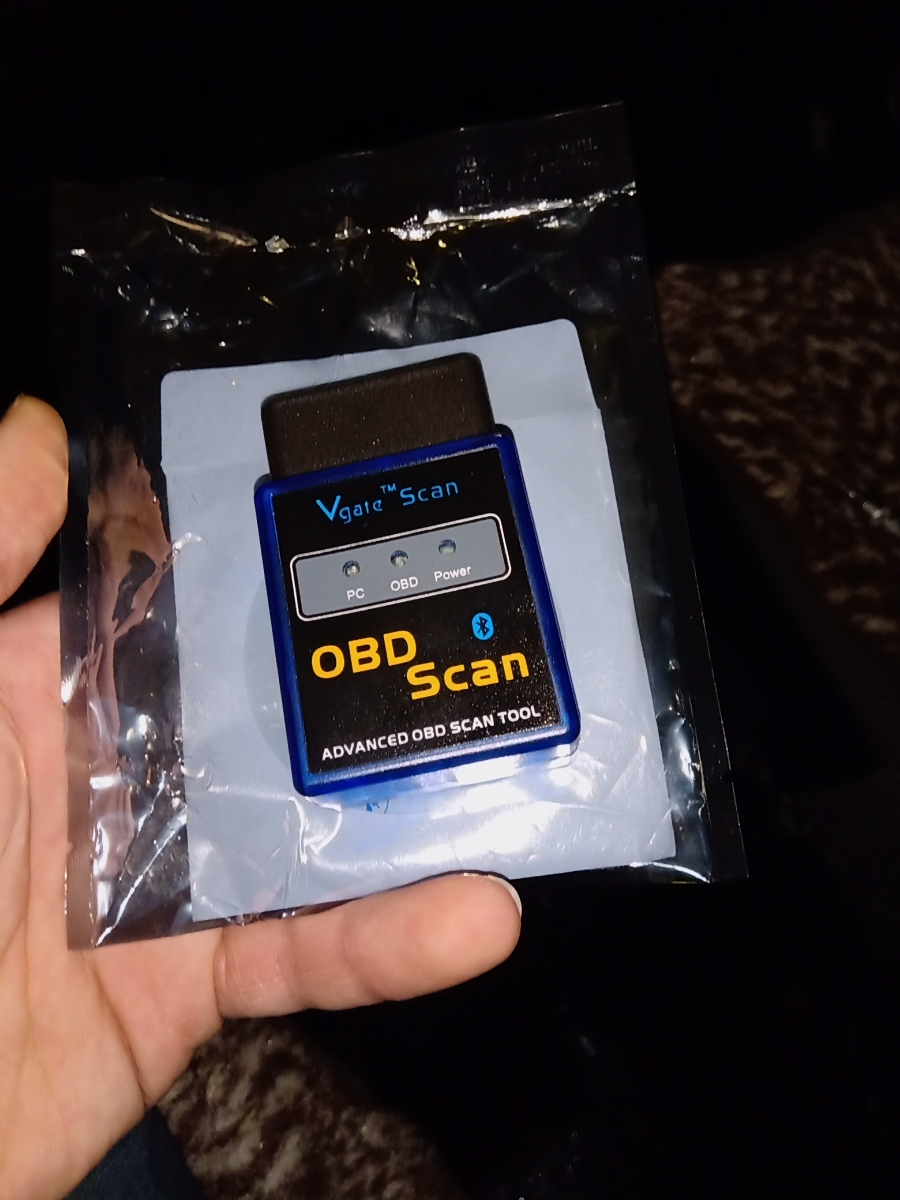 Vgate™ Scan
PC OBD Power
OBD
Scan
ADVANCED OBD SCAN TOOL